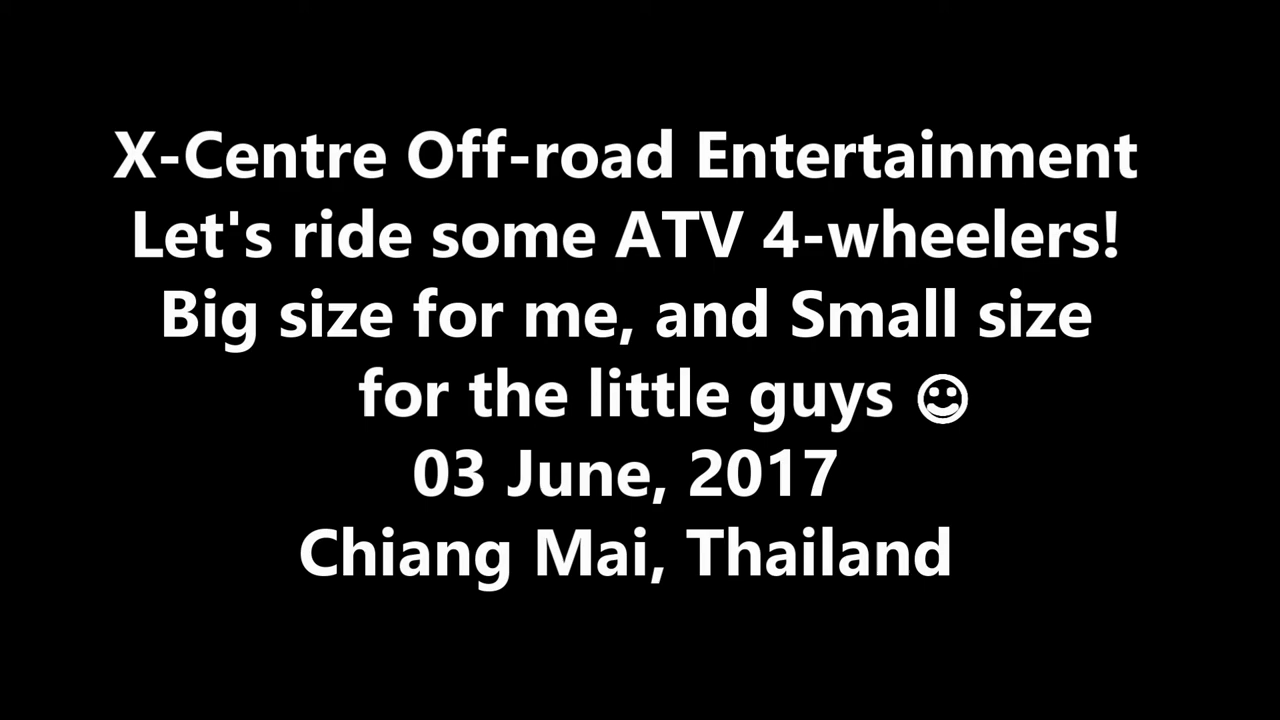 X-Centre Off-road Entertainment
Let's ride some ATV 4-wheelers!
Big size for me, and Small size
for the little guys ☺
03 June, 2017
Chiang Mai, Thailand